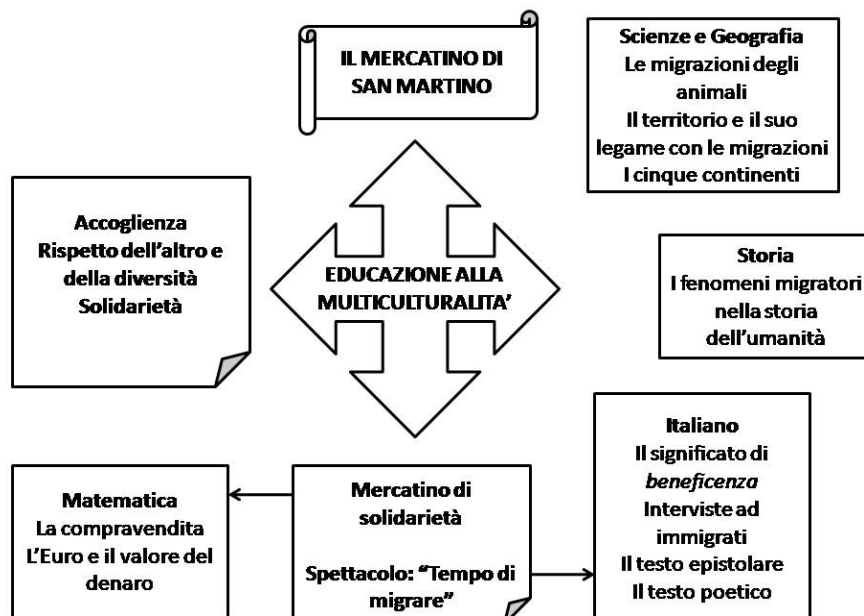 IL MERCATINO DI
SAN MARTINO
Scienze e Geografia
Le migrazioni degli
animali
Il territorio e il suo
legame con le migrazioni
I cinque continenti
Accoglienza
Rispetto dell'altro e
della diversità
Solidarietà
EDUCAZIONE ALLA
MULTICULTURALITA'
Storia
I fenomeni migratori
nella storia
dell'umanità
Matematica
La compravendita
L'Euro e il valore del
denaro
Mercatino di
solidarietà
Spettacolo: "Tempo di
migrare"
Italiano
Il significato di
beneficenza
Interviste ad
immigrati
Il testo epistolare
Il testo poetico